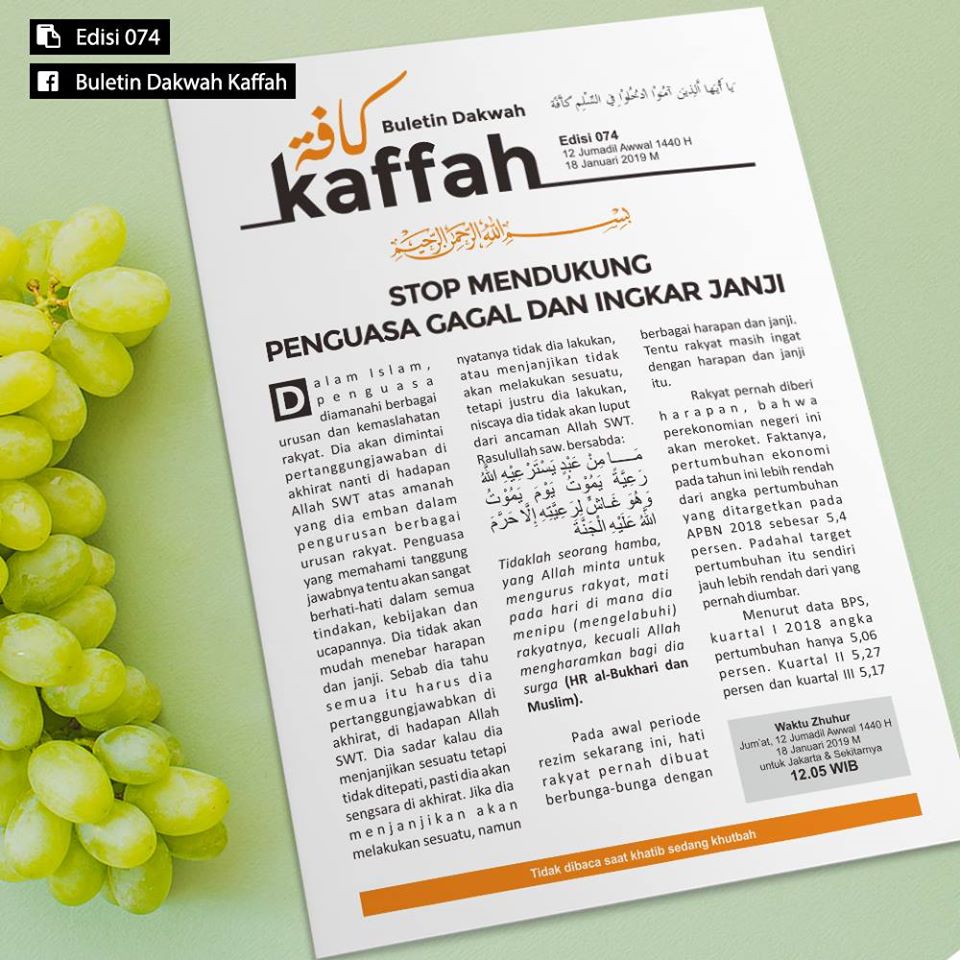 Edisi 074
Buletin Dakwah Kaffah
كافة
Buletin Dakwah
kaffah
يَا أَيُّهَا الَّذِينَ آمَنُوا ادْخُلُوا فِي السِّلْمِ كَافَّةً
Edisi 074
12 Jumadil Awwal 1440 H
18 Januari 2019 M
بِسْمِ اللَّهِ الرَّحْمَنِ الرَّحِيمِ
STOP MENDUKUNG
PENGUASA GAGAL DAN INGKAR JANJI
Dalam Islam,
penguasa
diamanahi berbagai
urusan dan kemaslahatan
rakyat. Dia akan dimintai
pertanggungjawaban di
akhirat nanti di hadapan
Allah SWT atas amanah
yang dia emban dalam
pengurusan berbagai
urusan rakyat. Penguasa
yang memahami tanggung
jawabnya tentu akan sangat
berhati-hati dalam semua
tindakan, kebijakan dan
ucapannya. Dia tidak akan
mudah menebar harapan
dan janji. Sebab dia tahu
semua itu harus dia
pertanggungjawabkan di
akhirat, di hadapan Allah
SWT. Dia sadar kalau dia
menjanjikan sesuatu tetapi
tidak ditepati, pasti dia akan
sengsara di akhirat. Jika dia
menjanjikan akan
melakukan sesuatu, namun
nyatanya tidak dia lakukan,
atau menjanjikan tidak
akan melakukan sesuatu,
tetapi justru dia lakukan,
niscaya dia tidak akan luput
dari ancaman Allah SWT.
Rasulullah saw. bersabda:
مَا مِنْ عَبْدٍ يَسْتَرْعِيْهِ اللَّهُ
رَعِيَّةً يَمُوْتُ يَوْمَ يَمُوْتُ
وَهُوَ غَاشٌّ لِرَعِيَّتِهِ إِلَّا حَرَّمَ
اللَّهُ عَلَيْهِ الْجَنَّةَ
Tidaklah seorang hamba,
yang Allah minta untuk
mengurus rakyat, mati
pada hari di mana dia
menipu (mengelabuhi)
rakyatnya, kecuali Allah
mengharamkan bagi dia
surga (HR al-Bukhari dan
Muslim).
Pada awal periode
rezim sekarang ini, hati
rakyat pernah dibuat
berbunga-bunga dengan
berbagai harapan dan janji.
Tentu rakyat masih ingat
dengan harapan dan janji
itu.
Rakyat pernah diberi
harapan, bahwa
perekonomian negeri ini
akan meroket. Faktanya,
pertumbuhan ekonomi
pada tahun ini lebih rendah
dari angka pertumbuhan
yang ditargetkan pada
APBN 2018 sebesar 5,4
persen. Padahal target
pertumbuhan itu sendiri
jauh lebih rendah dari yang
pernah diumbar.
Menurut data BPS,
kuartal I 2018 angka
pertumbuhan hanya 5,06
persen. Kuartal II 5,27
persen dan kuartal III 5,17
Waktu Zhuhur
Jum'at, 12 Jumadil Awwal 1440 H
18 Januari 2019 M
untuk Jakarta & Sekitarnya
12.05 WIB
Tidak dibaca saat khatib sedang khutbah